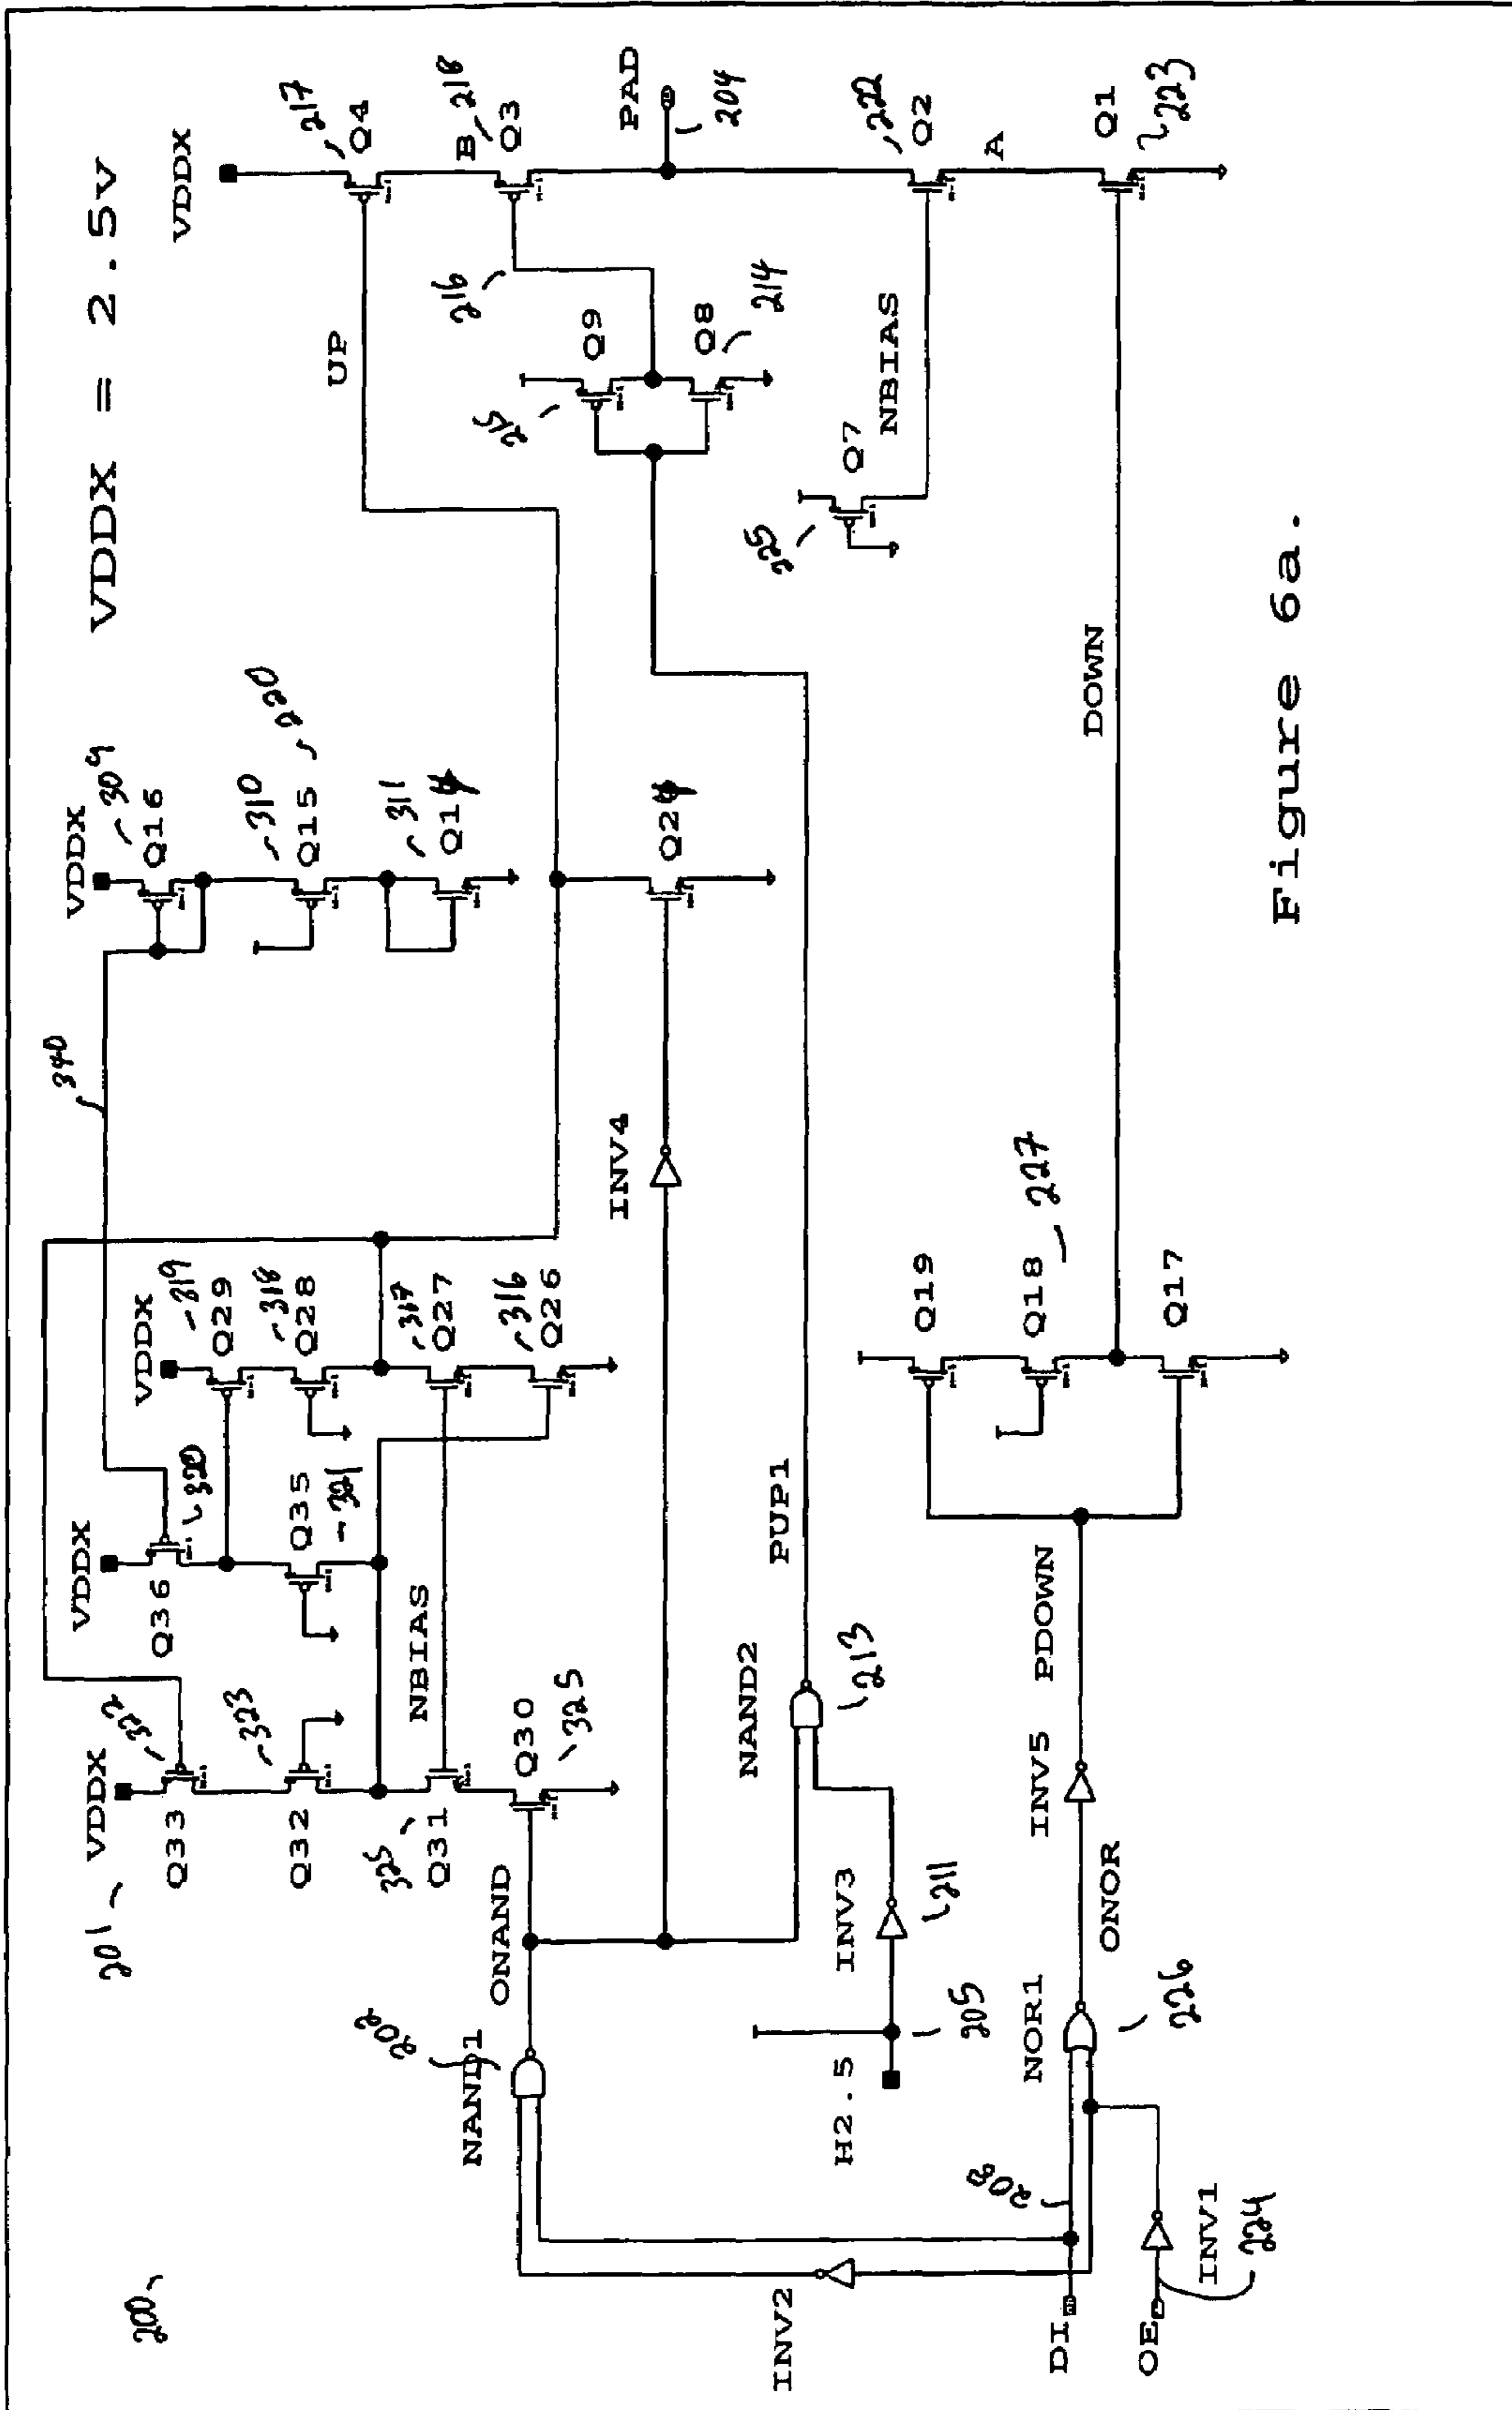 VDDX = 2.5v
200
201
VDDX
322
Q33
323
Q32
325
Q31
Q30
325
NBIAS
VDDX
Q36
320
Q35
321
VDDX
319
Q29
318
Q28
317
Q27
316
Q26
340
VDDX
309
Q16
310
Q15
220
311
Q14
Q24
UP
VDDX
217
Q4
B
218
Q3
216
PAD
204
Q9
215
Q8
214
Q7
225
NBIAS
222
Q2
A
Q1
223
ONAND
202
NAND1
INV4
NAND2
213
PUP1
INV3
211
H2.5
205
NOR1
226
ONOR
INV5
PDOWN
Q19
Q18
227
Q17
DOWN
208
INV2
DI
OE
INV1
224
Figure 6a.